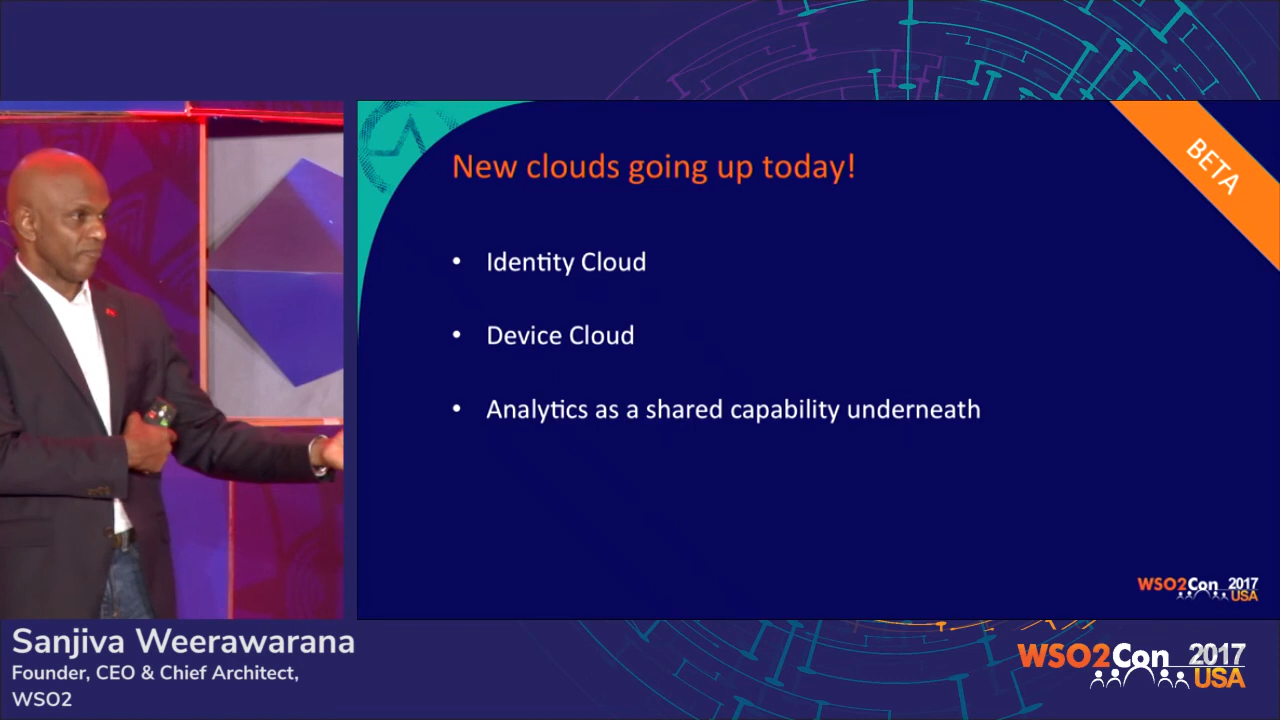 New clouds going up today!
BETA
• Identity Cloud
• Device Cloud
• Analytics as a shared capability underneath
WSO2Con 2017
USA
Sanjiva Weerawarana
Founder, CEO & Chief Architect,
WSO2
WSO2Con 2017
USA